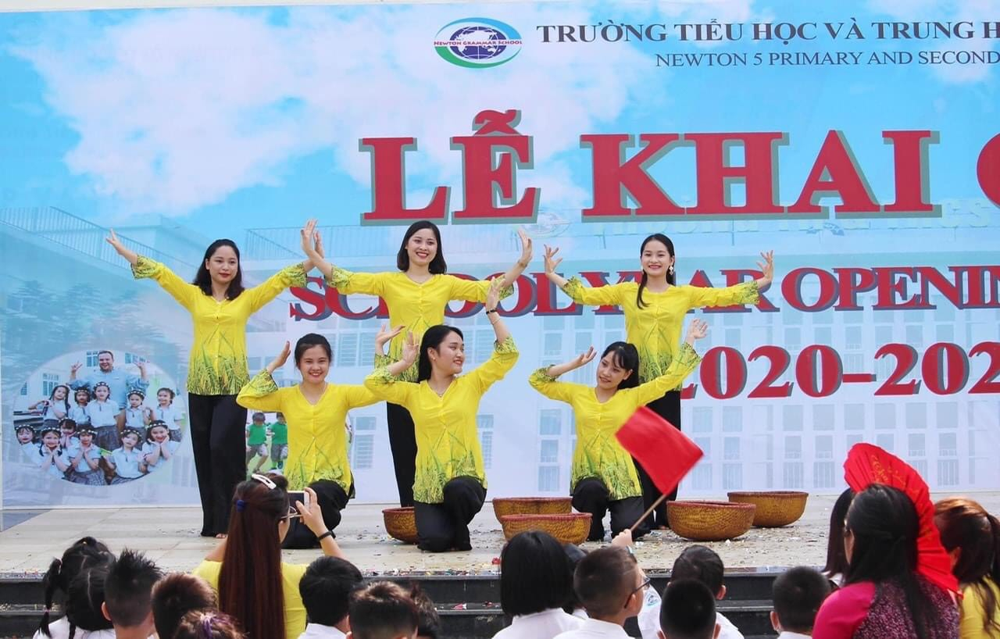 NEWTON GRAMMAR SCHOOL
TRƯỜNG TIỂU HỌC VÀ TRUNG H
NEWTON 5 PRIMARY AND SECOND
LỄ KHAI
SCHOOL YEAR OPENIN
2020-202